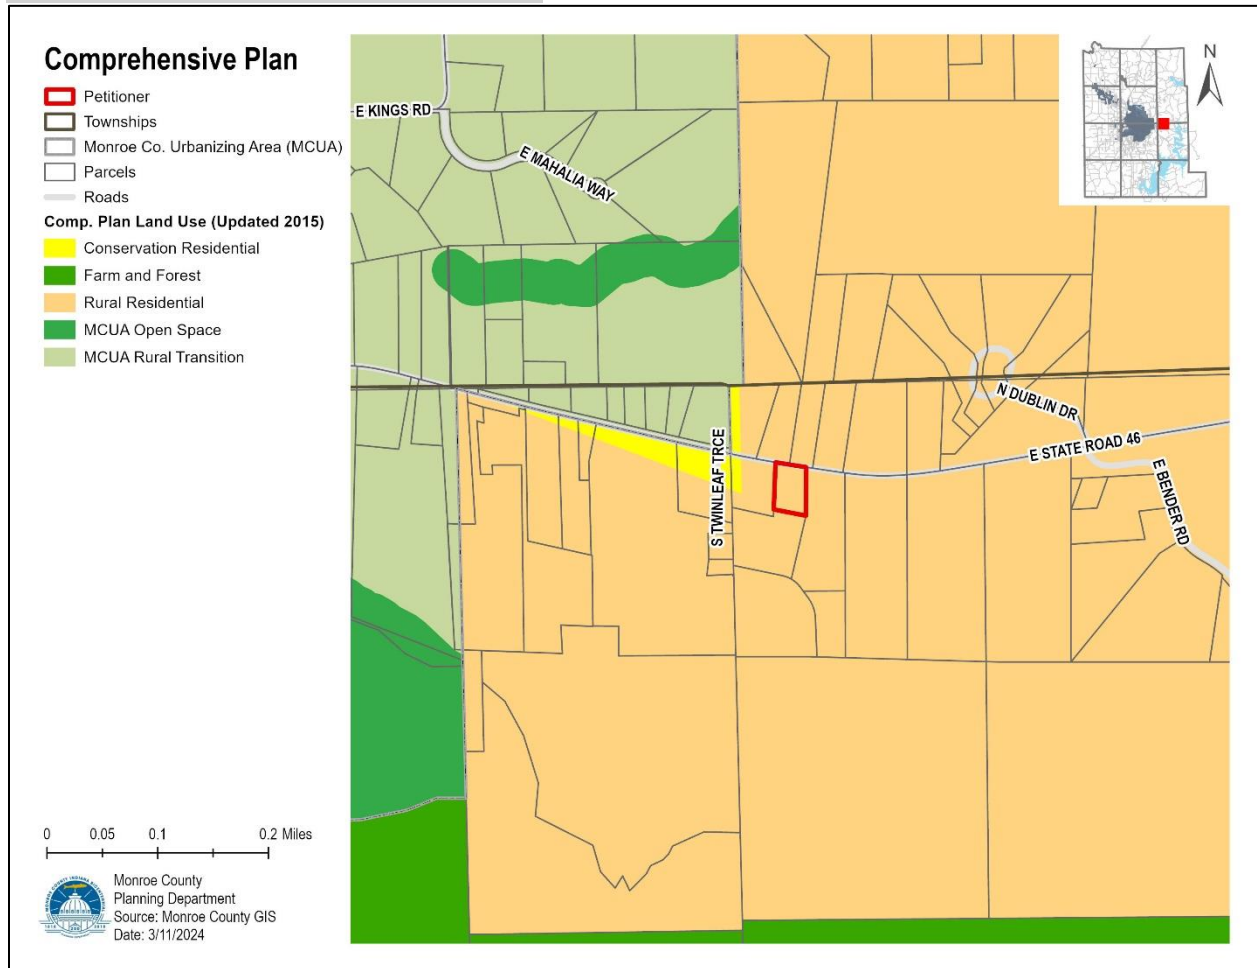 Comprehensive Plan
Petitioner
Townships
Monroe Co. Urbanizing Area (MCUA)
Parcels
Roads
Comp. Plan Land Use (Updated 2015)
Conservation Residential
Farm and Forest
Rural Residential
MCUA Open Space
MCUA Rural Transition
E KINGS RD
E MAHALIA WAY
N
N DUBLIN DR
E STATE ROAD 46
S TWINLEAF TRCE
E BENDER RD
0 0.05 0.1 0.2 Miles
Monroe County
Planning Department
Source: Monroe County GIS
Date: 3/11/2024